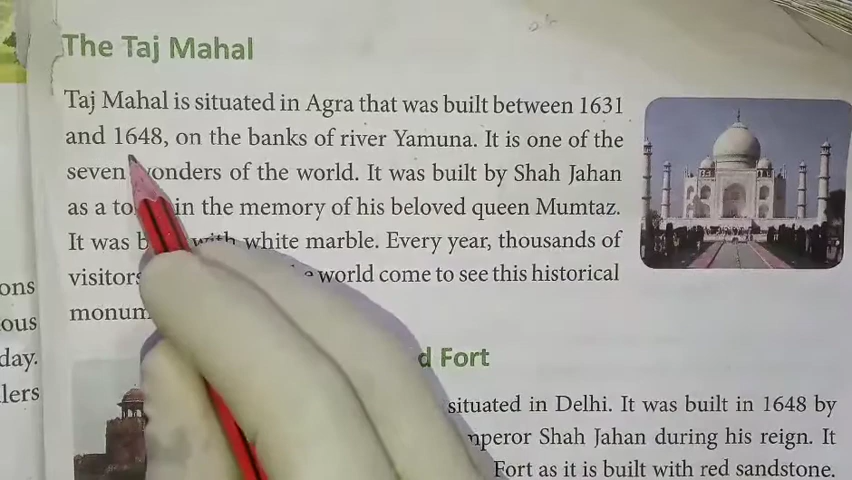 The Taj Mahal
Taj Mahal is situated in Agra that was built between 1631
and 1648, on the banks of river Yamuna. It is one of the
seven wonders of the world. It was built by Shah Jahan
as a in the memory of his beloved queen Mumtaz.
It was with white marble. Every year, thousands of
visitors world come to see this historical
ons
ous
day.
lers
d Fort
situated in Delhi. It was built in 1648 by
mperor Shah Jahan during his reign. It
Fort as it is built with red sandstone.